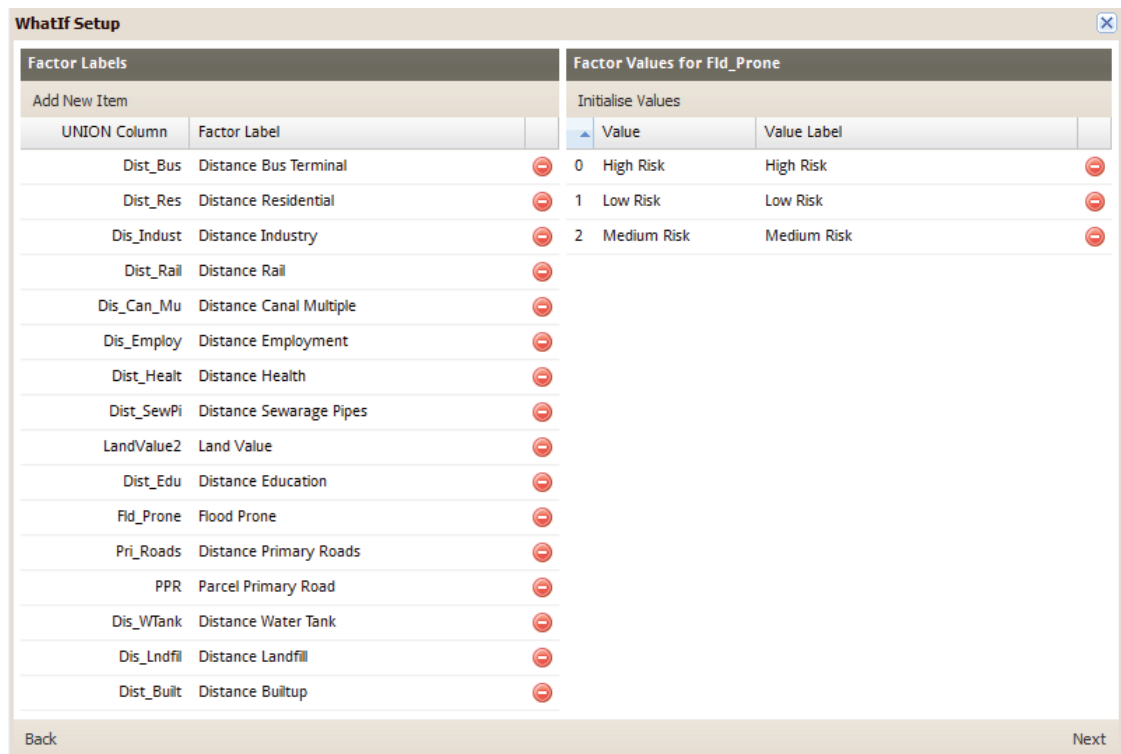 WhatIf Setup
Factor Labels
Add New Item
UNION Column Factor Label
Dist_Bus Distance Bus Terminal
Dist_Res Distance Residential
Dis_Indust Distance Industry
Dist_Rail Distance Rail
Dis_Can_Mu Distance Canal Multiple
Dis_Employ Distance Employment
Dist_Healt Distance Health
Dist_SewPi Distance Sewarage Pipes
LandValue2 Land Value
Dist_Edu Distance Education
Fld_Prone Flood Prone
Pri_Roads Distance Primary Roads
PPR Parcel Primary Road
Dis_WTank Distance Water Tank
Dis_Lndfil Distance Landfill
Dist_Built Distance Builtup
Factor Values for Fld_Prone
Initialise Values
Value Value Label
0 High Risk High Risk
1 Low Risk Low Risk
2 Medium Risk Medium Risk
Back Next